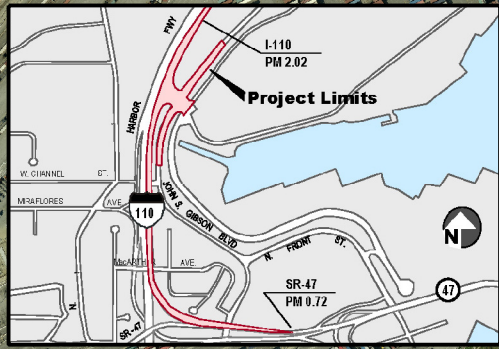 FWY
I-110
PM 2.02
Project Limits
HARBOR
W. CHANNEL ST.
MIRAFLORES AVE.
110
JOHN S. GIBSON BLVD
N. FRONT ST.
N
MacARTHUR AVE.
SR-47
PM 0.72
47
N.
SR-47